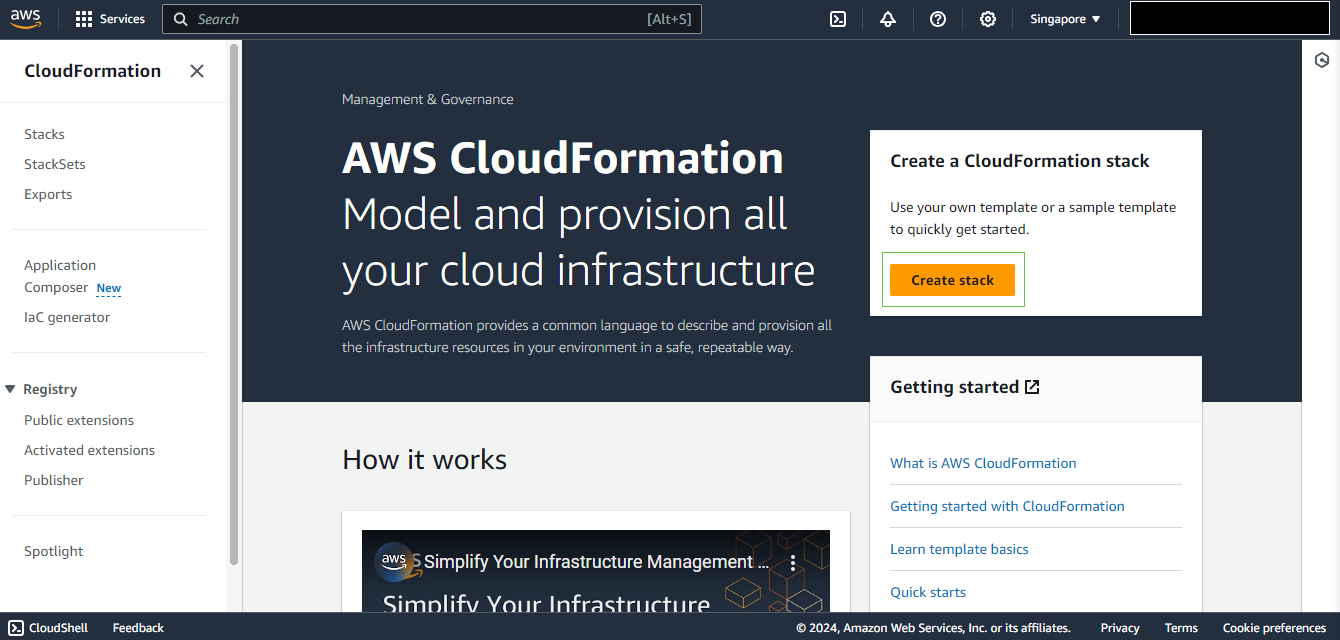 aws
Services
Search
[Alt+S]
Singapore
CloudFormation
Stacks
StackSets
Exports
Application
Composer New
IaC generator
Registry
Public extensions
Activated extensions
Publisher
Spotlight
Management & Governance
AWS CloudFormation
Model and provision all
your cloud infrastructure
AWS CloudFormation provides a common language to describe and provision all
the infrastructure resources in your environment in a safe, repeatable way.
Create a CloudFormation stack
Use your own template or a sample template
to quickly get started.
Create stack
Getting started
What is AWS CloudFormation
Getting started with CloudFormation
Learn template basics
Quick starts
How it works
aws
Simplify Your Infrastructure Management ...
Simplify Your Infrastructure
CloudShell
Feedback
© 2024, Amazon Web Services, Inc. or its affiliates.
Privacy
Terms
Cookie preferences